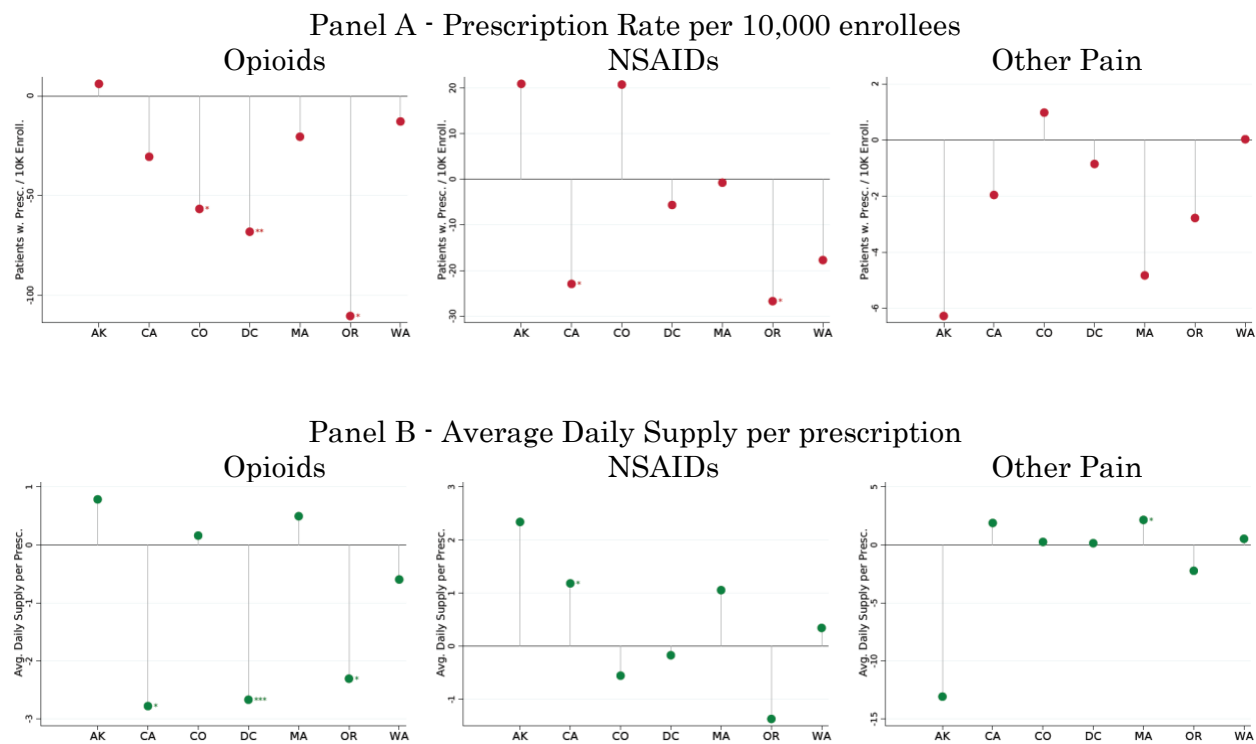 Panel A - Prescription Rate per 10,000 enrollees
Opioids
NSAIDs
Other Pain
Patients w. Presc. / 10K Enroll.
0
-50
-100
*
**
*
AK CA CO DC MA OR WA
Patients w. Presc. / 10K Enroll.
20
10
0
-10
-20
-30
*
*
AK CA CO DC MA OR WA
Patients w. Presc. / 10K Enroll.
2
0
-2
-4
-6
AK CA CO DC MA OR WA
Panel B - Average Daily Supply per prescription
Opioids
NSAIDs
Other Pain
Avg. Daily Supply per Presc.
1
0
-1
-2
-3
*
***
*
AK CA CO DC MA OR WA
Avg. Daily Supply per Presc.
3
2
1
0
-1
*
AK CA CO DC MA OR WA
Avg. Daily Supply per Presc.
5
0
-5
-10
-15
*
AK CA CO DC MA OR WA